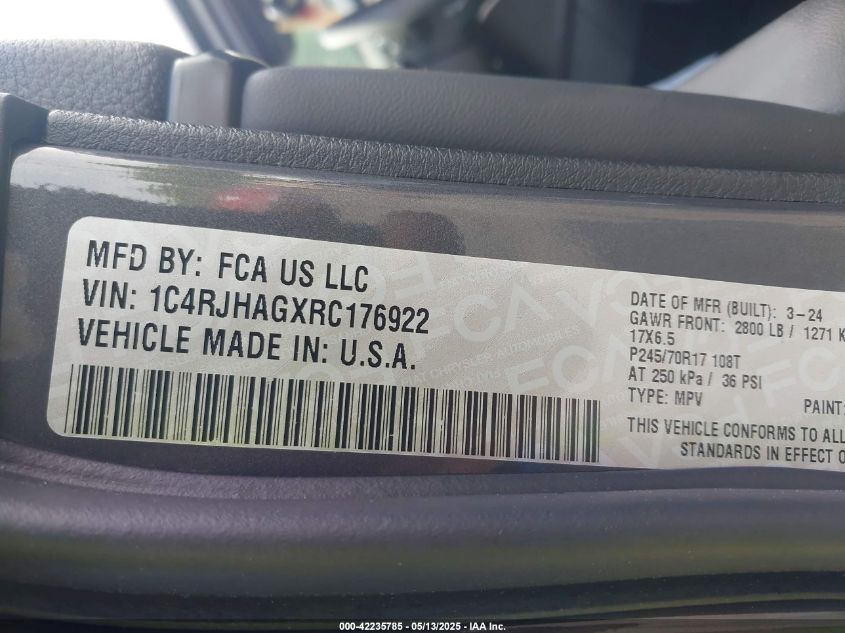 MFD BY: FCA US LLC
VIN: 1C4RJHAGXRC176922
VEHICLE MADE IN: U.S.A.
DATE OF MFR (BUILT): 3-24
GAWR FRONT: 2800 LB / 1271 K
17X6.5
P245/70R17 108T
AT 250 kPa / 36 PSI
TYPE: MPV
PAINT:
THIS VEHICLE CONFORMS TO ALL
STANDARDS IN EFFECT O
000-42235785 - 05/13/2025 - IAA Inc.